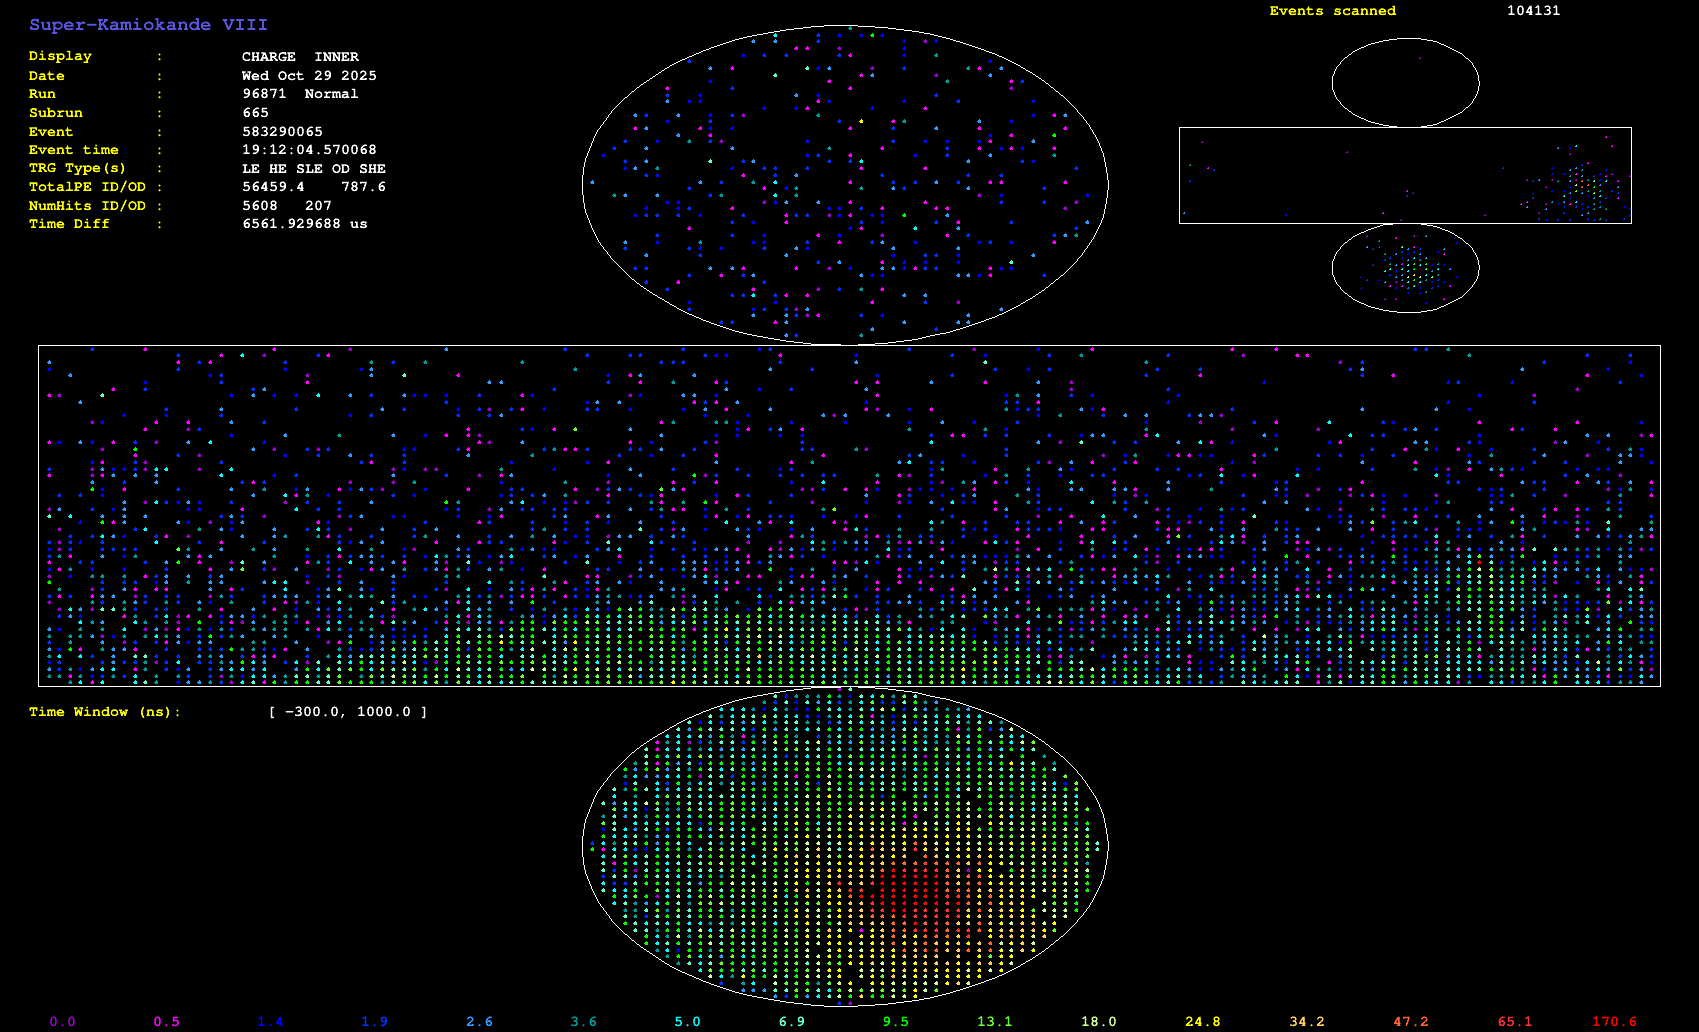 Super-Kamiokande VIII
Display : CHARGE INNER
Date : Wed Oct 29 2025
Run : 96871 Normal
Subrun : 665
Event : 583290065
Event time : 19:12:04.570068
TRG Type(s) : LE HE SLE OD SHE
TotalPE ID/OD : 56459.4 787.6
NumHits ID/OD : 5608 207
Time Diff : 6561.929688 us
Events scanned 104131
Time Window (ns): [ -300.0, 1000.0 ]
0.0 0.5 1.4 1.9 2.6 3.6 5.0 6.9 9.5 13.1 18.0 24.8 34.2 47.2 65.1 170.6